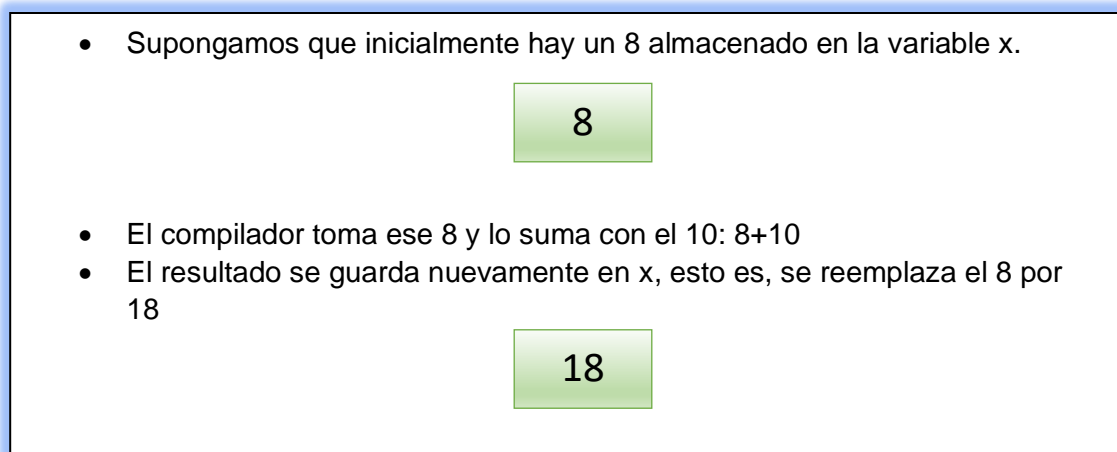 • Supongamos que inicialmente hay un 8 almacenado en la variable x.
8
• El compilador toma ese 8 y lo suma con el 10: 8+10
• El resultado se guarda nuevamente en x, esto es, se reemplaza el 8 por
18
18